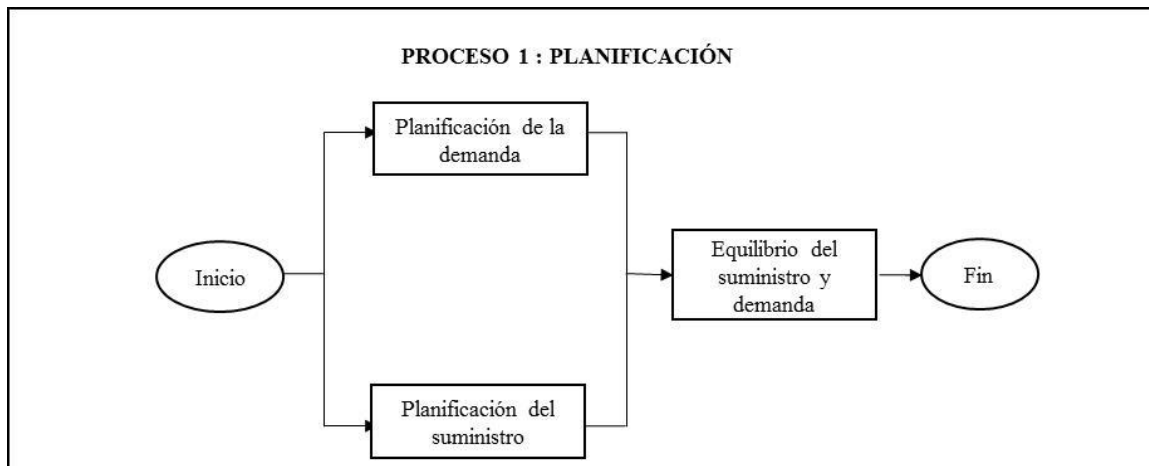 PROCESO 1 : PLANIFICACIÓN
Planificación de la
demanda
Inicio
Equilibrio del
suministro y
demanda
Fin
Planificación del
suministro